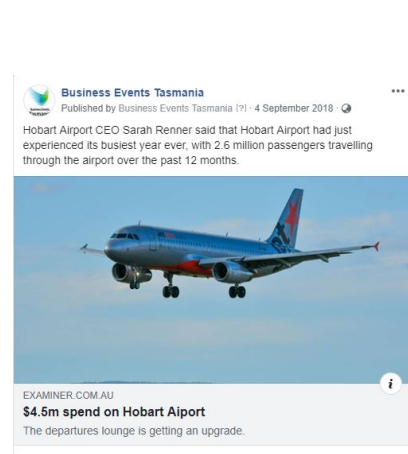 Business Events Tasmania
Published by Business Events Tasmania [?] · 4 September 2018 ·
Hobart Airport CEO Sarah Renner said that Hobart Airport had just
experienced its busiest year ever, with 2.6 million passengers travelling
through the airport over the past 12 months.
EXAMINER.COM.AU
$4.5m spend on Hobart Aiport
The departures lounge is getting an upgrade.